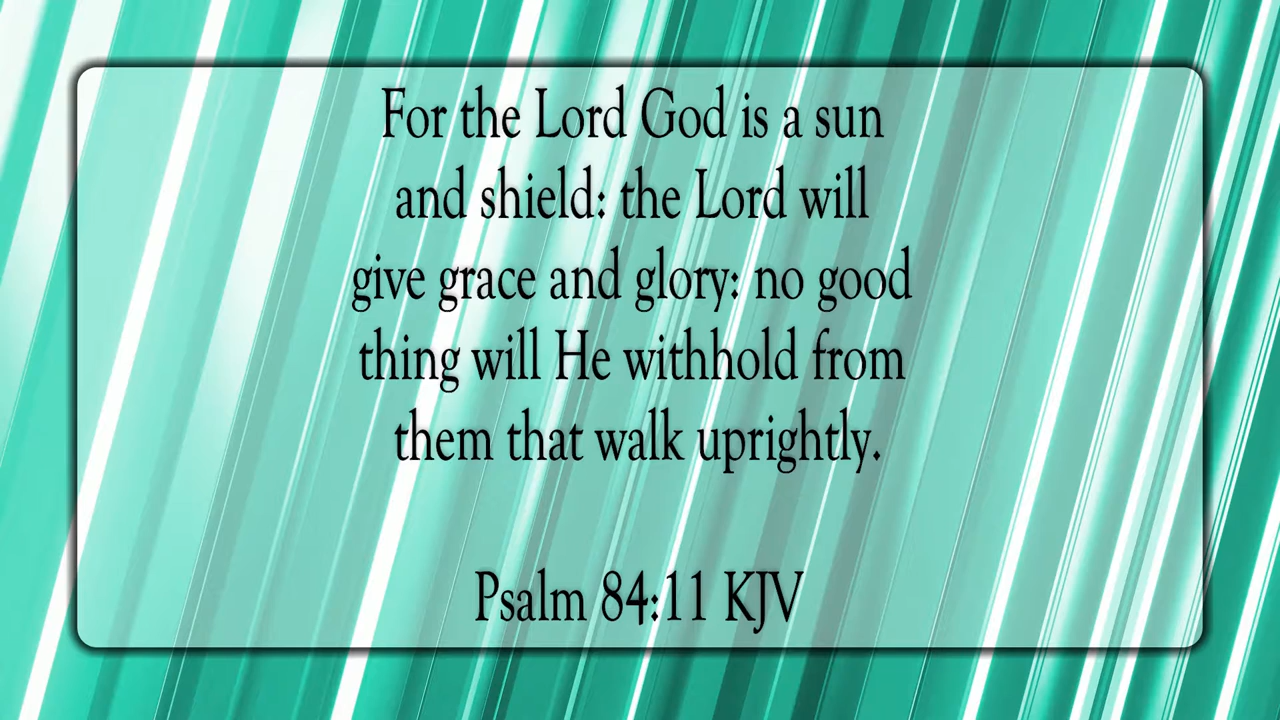 For the Lord God is a sun
and shield: the Lord will
give grace and glory: no good
thing will He withhold from
them that walk uprightly.
Psalm 84:11 KJV